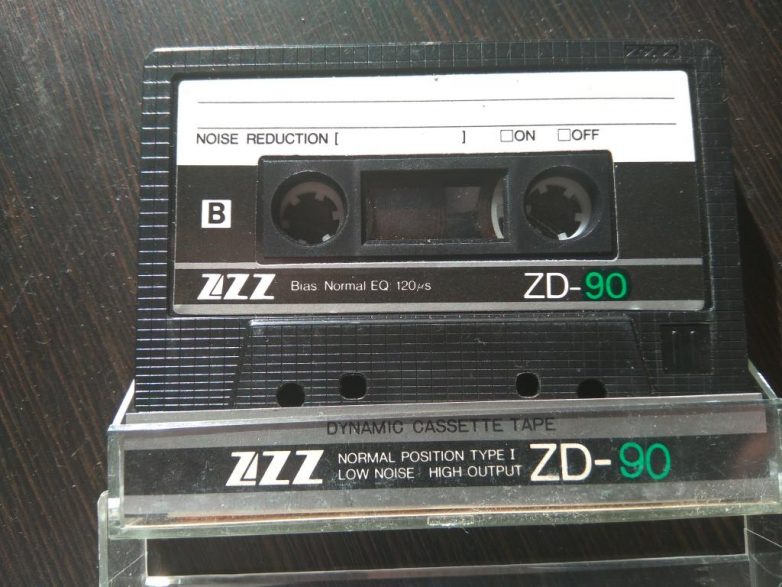 ZZZ
NOISE REDUCTION [ ] □ON □OFF
B
ZZZ Bias: Normal EQ: 120μs ZD-90
DYNAMIC CASSETTE TAPE
ZZZ NORMAL POSITION TYPE I ZD-90
LOW NOISE HIGH OUTPUT